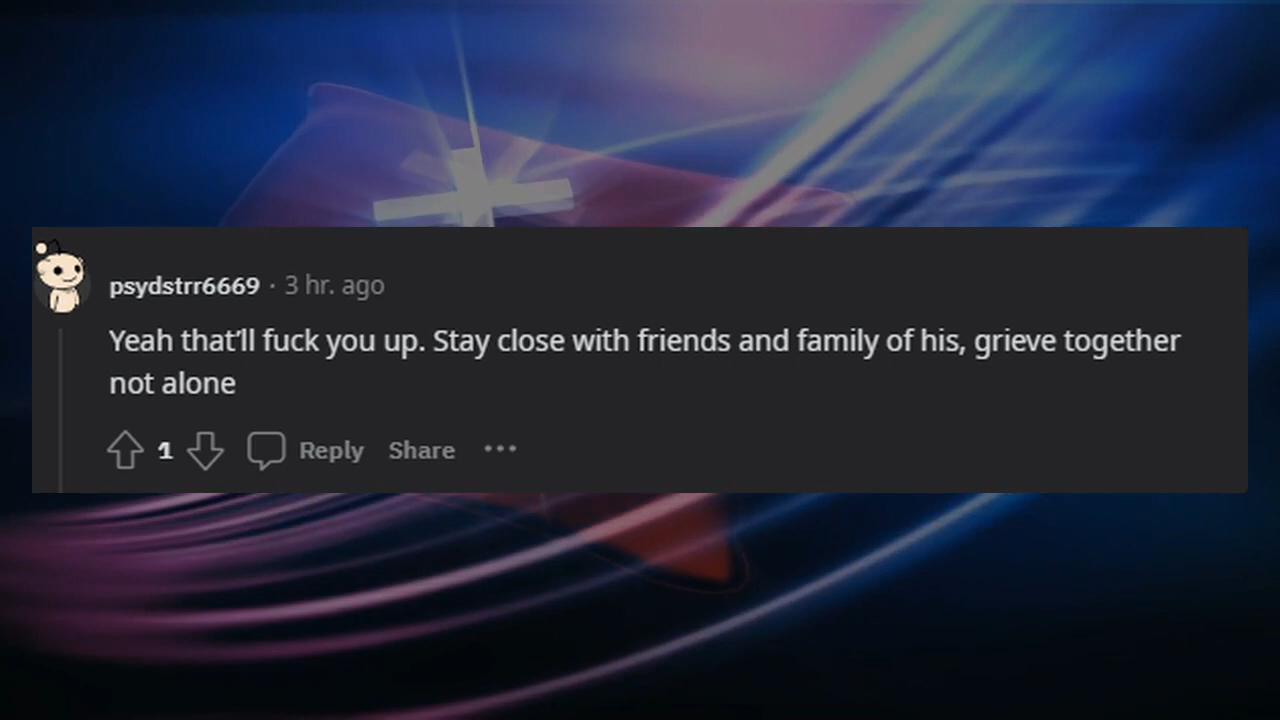 psydstrr6669 · 3 hr. ago
Yeah that’ll fuck you up. Stay close with friends and family of his, grieve together
not alone
1 Reply Share ···